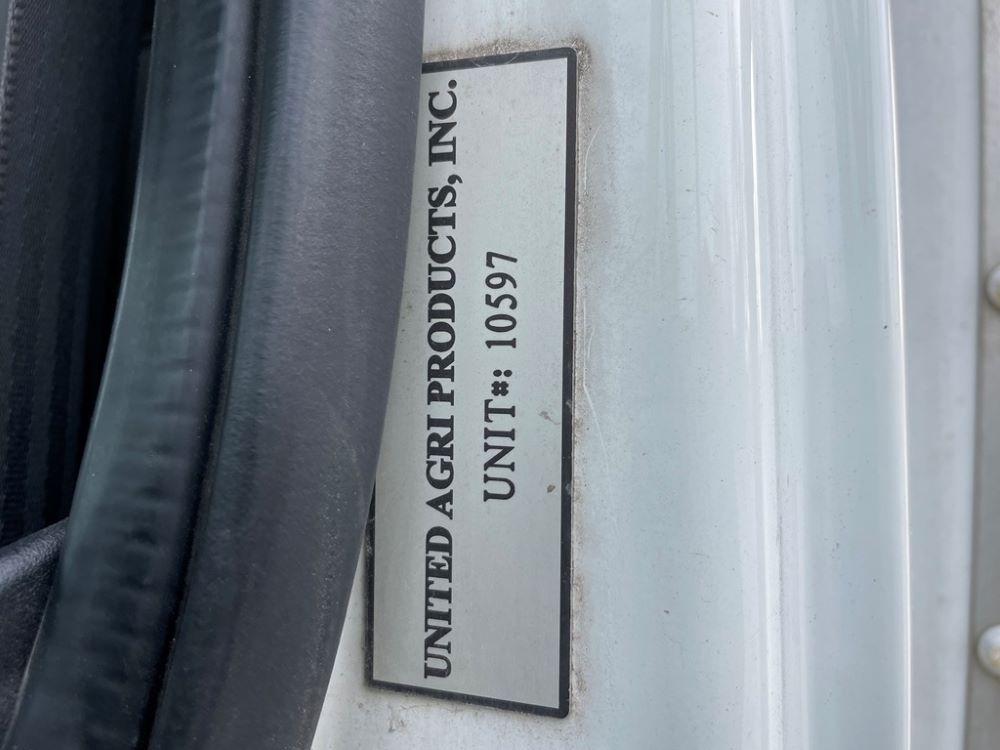 UNITED AGRI PRODUCTS, INC.
UNIT#: 10597